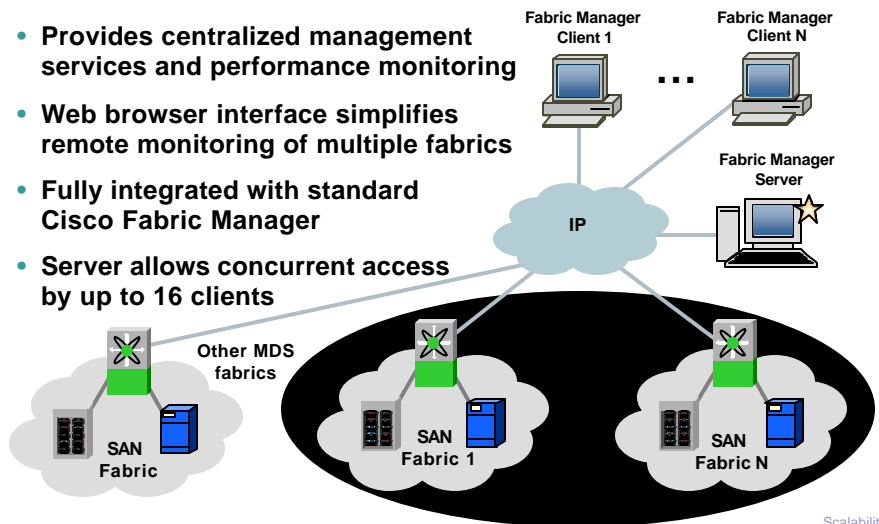 • Provides centralized management
services and performance monitoring
• Web browser interface simplifies
remote monitoring of multiple fabrics
• Fully integrated with standard
Cisco Fabric Manager
• Server allows concurrent access
by up to 16 clients
Fabric Manager
Client 1
...
Fabric Manager
Client N
Fabric Manager
Server
IP
Other MDS
fabrics
SAN
Fabric
SAN
Fabric 1
SAN
Fabric N